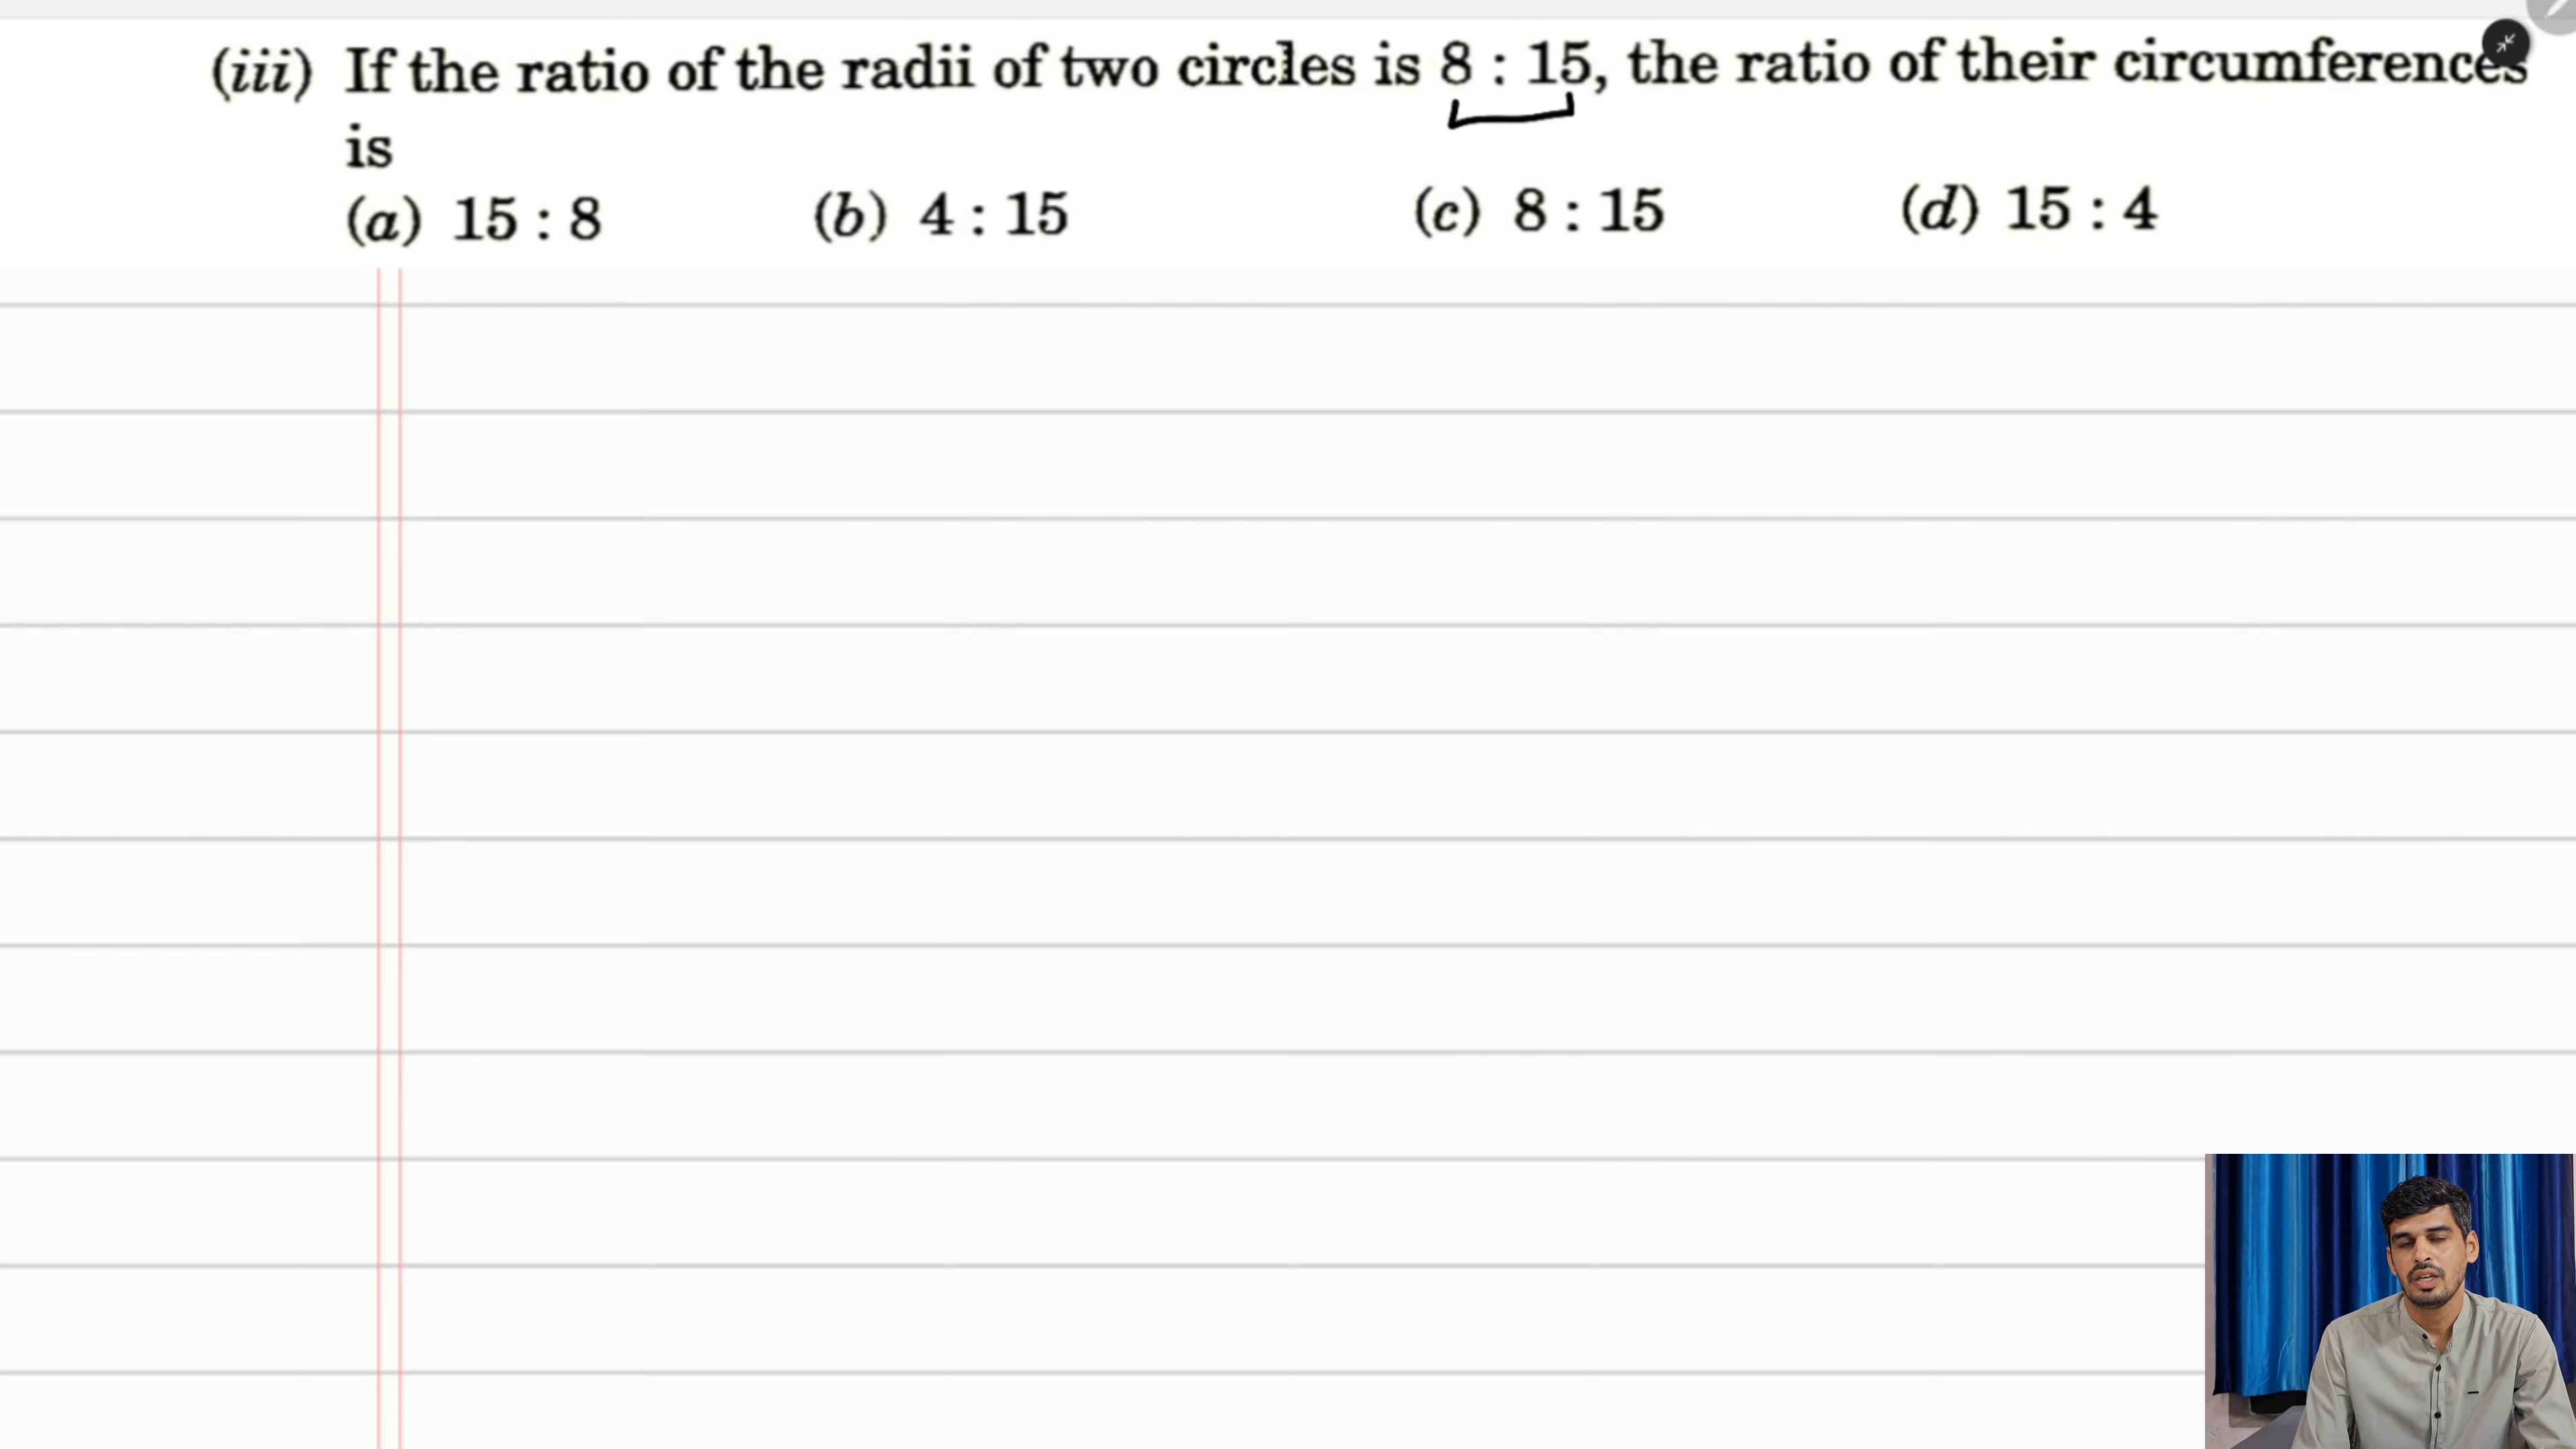 (iii) If the ratio of the radii of two circles is 8 : 15, the ratio of their circumferences
is
(a) 15 : 8 (b) 4 : 15 (c) 8 : 15 (d) 15 : 4